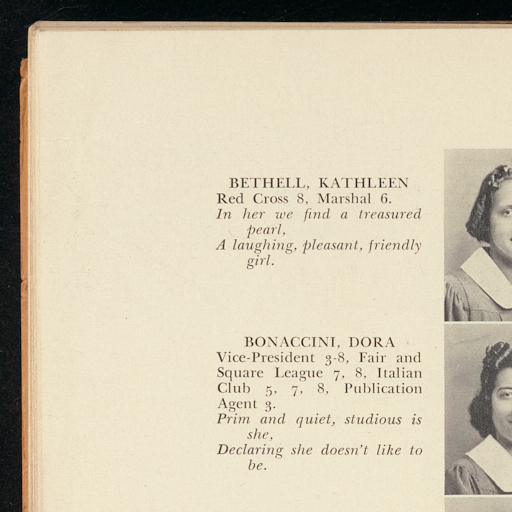 BETHELL, KATHLEEN
Red Cross 8, Marshal 6.
In her we find a treasured
pearl,
A laughing, pleasant, friendly
girl.
BONACCINI, DORA
Vice-President 3-8, Fair and
Square League 7, 8, Italian
Club 5, 7, 8, Publication
Agent 3.
Prim and quiet, studious is
she,
Declaring she doesn't like to
be.